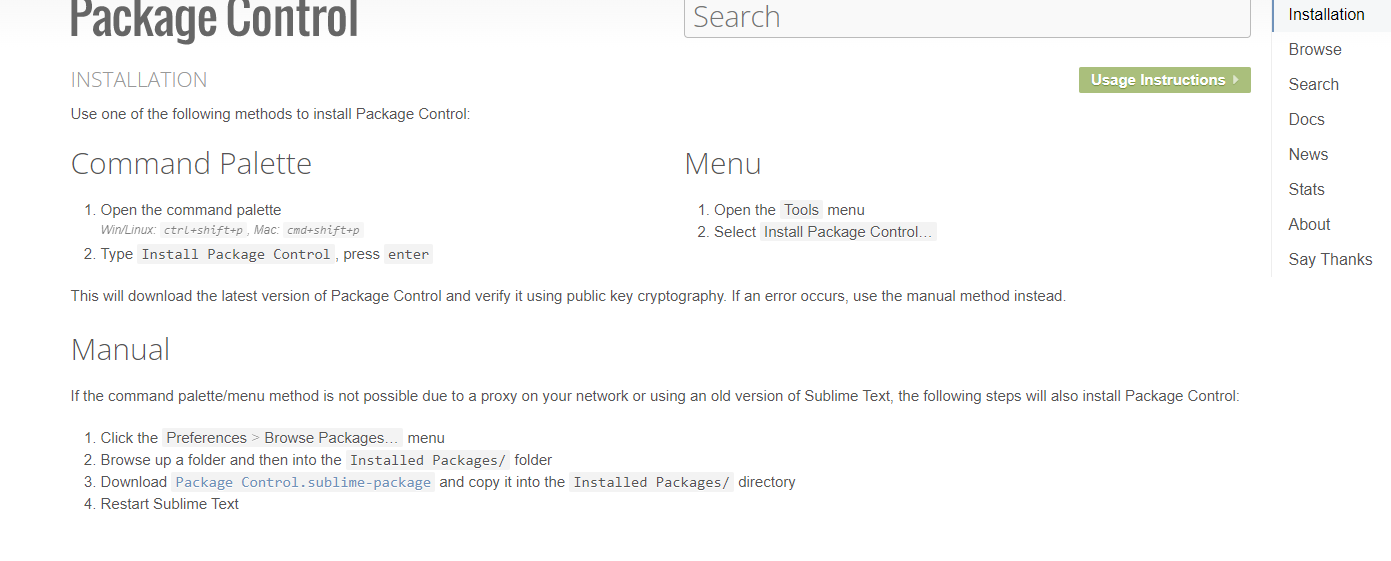 Package Control
Search
INSTALLATION
Usage Instructions
Use one of the following methods to install Package Control:
Command Palette
1. Open the command palette
Win/Linux: ctrl+shift+p, Mac: cmd+shift+p
2. Type Install Package Control, press enter
Menu
1. Open the Tools menu
2. Select Install Package Control...
This will download the latest version of Package Control and verify it using public key cryptography. If an error occurs, use the manual method instead.
Manual
If the command palette/menu method is not possible due to a proxy on your network or using an old version of Sublime Text, the following steps will also install Package Control:
1. Click the Preferences > Browse Packages... menu
2. Browse up a folder and then into the Installed Packages/ folder
3. Download Package Control.sublime-package and copy it into the Installed Packages/ directory
4. Restart Sublime Text
Installation
Browse
Search
Docs
News
Stats
About
Say Thanks